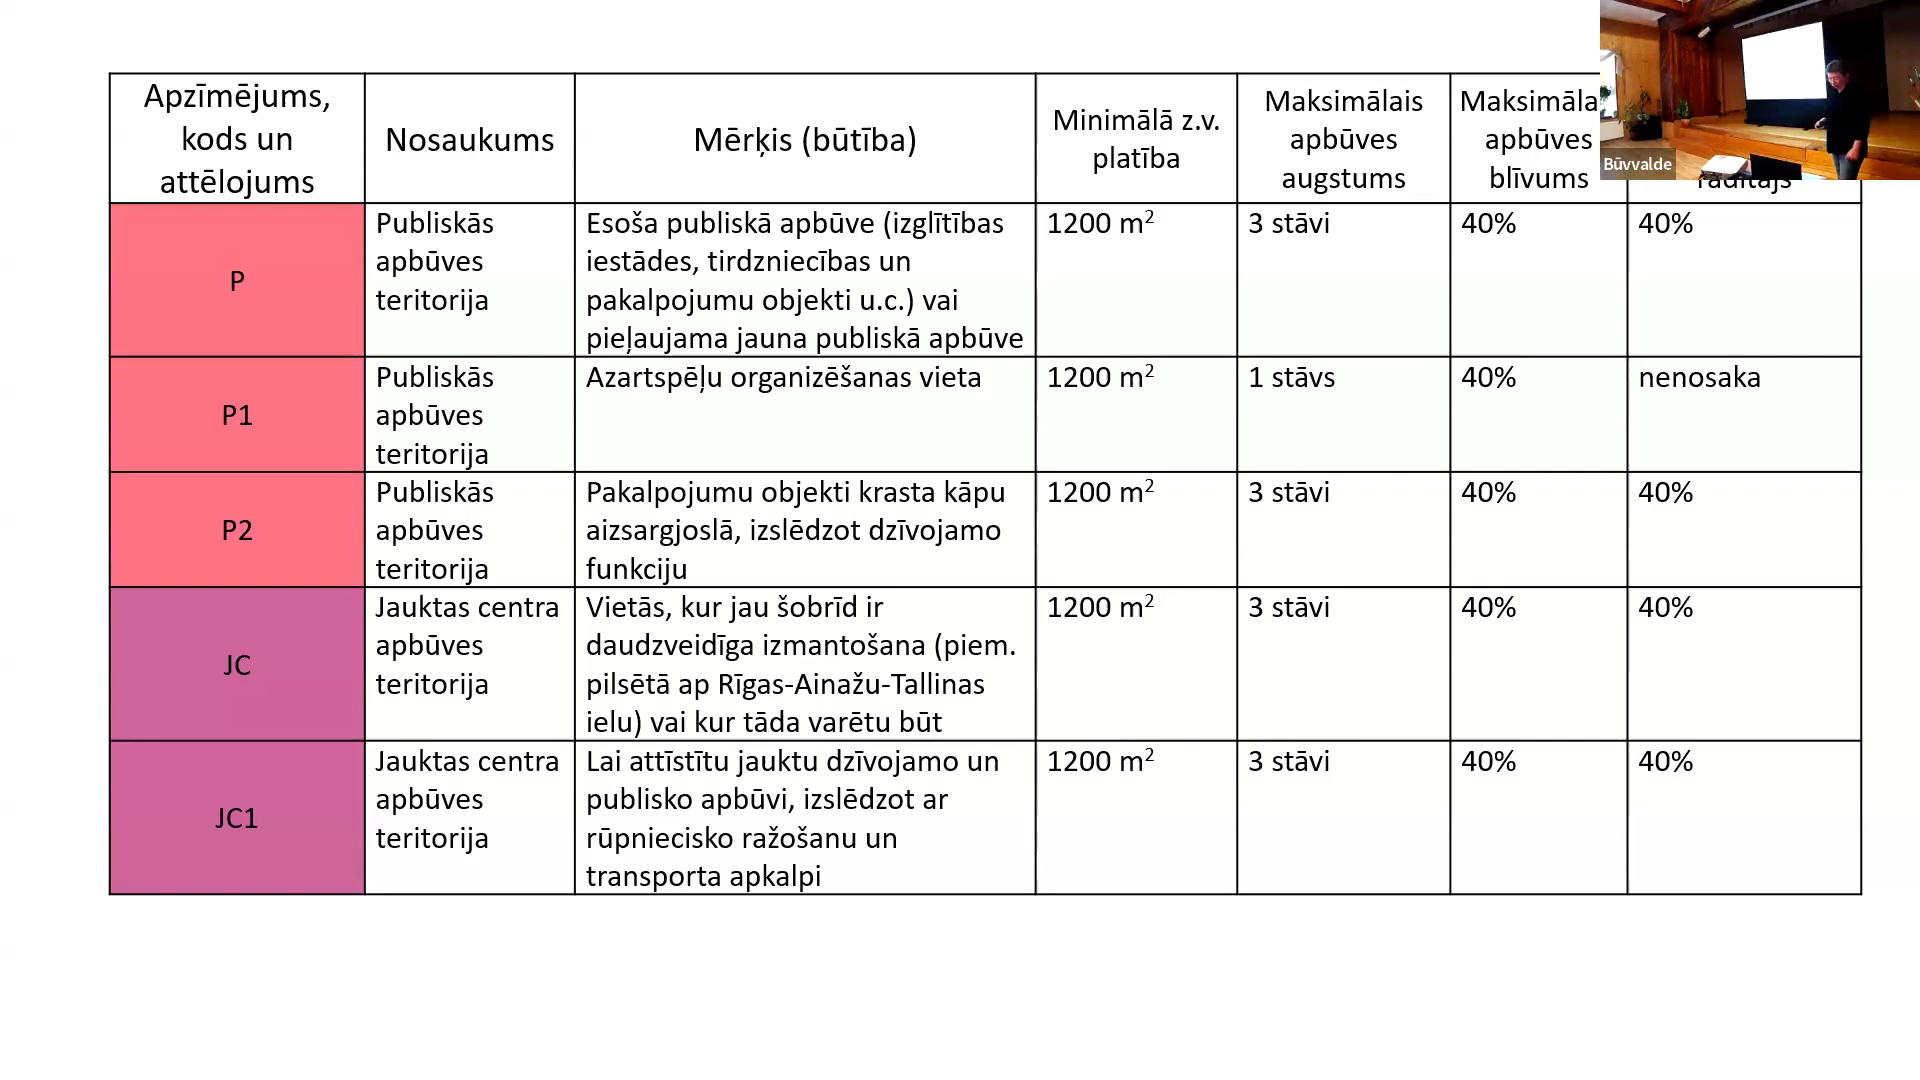 Apzīmējums,
kods un
attēlojums
Nosaukums
Mērķis (būtība)
Minimālā z.v.
platība
Maksimālais
apbūves
augstums
apbūves
blīvums
Būvvalde
P
Publiskās
apbūves
teritorija
Esoša publiskā apbūve (izglītības
iestādes, tirdzniecības un
pakalpojumu objekti u.c.) vai
pieļaujama jauna publiskā apbūve
1200 m²
3 stāvi
40%
40%
P1
Publiskās
apbūves
teritorija
Azartspēļu organizēšanas vieta
1200 m²
1 stāvs
40%
nenosaka
P2
Publiskās
apbūves
teritorija
Pakalpojumu objekti krasta kāpu
aizsargjoslā, izslēdzot dzīvojamo
funkciju
1200 m²
3 stāvi
40%
40%
JC
Jauktas centra
apbūves
teritorija
Vietās, kur jau šobrīd ir
daudzveidīga izmantošana (piem.
pilsētā ap Rīgas-Ainažu-Tallinas
ielu) vai kur tāda varētu būt
1200 m²
3 stāvi
40%
40%
JC1
Jauktas centra
apbūves
teritorija
Lai attīstītu jauktu dzīvojamo un
publisko apbūvi, izslēdzot ar
rūpniecisko ražošanu un
transporta apkalpi
1200 m²
3 stāvi
40%
40%